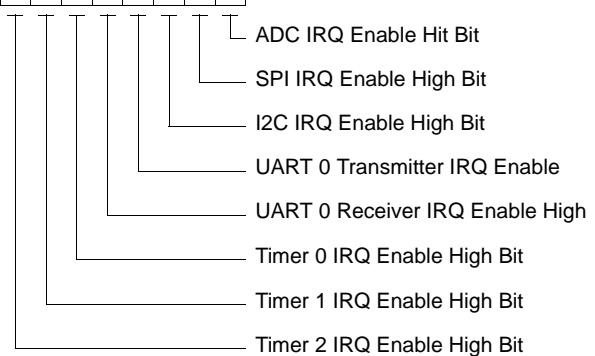 ADC IRQ Enable Hit Bit
SPI IRQ Enable High Bit
I2C IRQ Enable High Bit
UART 0 Transmitter IRQ Enable
UART 0 Receiver IRQ Enable High
Timer 0 IRQ Enable High Bit
Timer 1 IRQ Enable High Bit
Timer 2 IRQ Enable High Bit